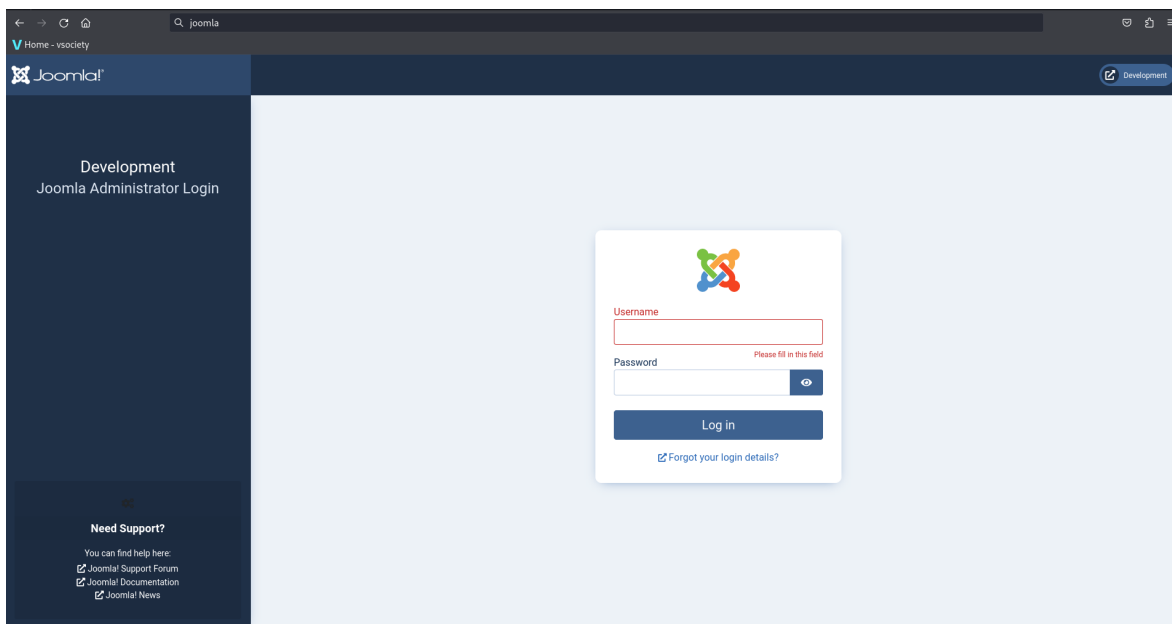 joomla
V Home - vsociety
Joomla!®
Development
Development
Joomla Administrator Login
Username
Please fill in this field
Password
Log in
Forgot your login details?
Need Support?
You can find help here:
Joomla! Support Forum
Joomla! Documentation
Joomla! News